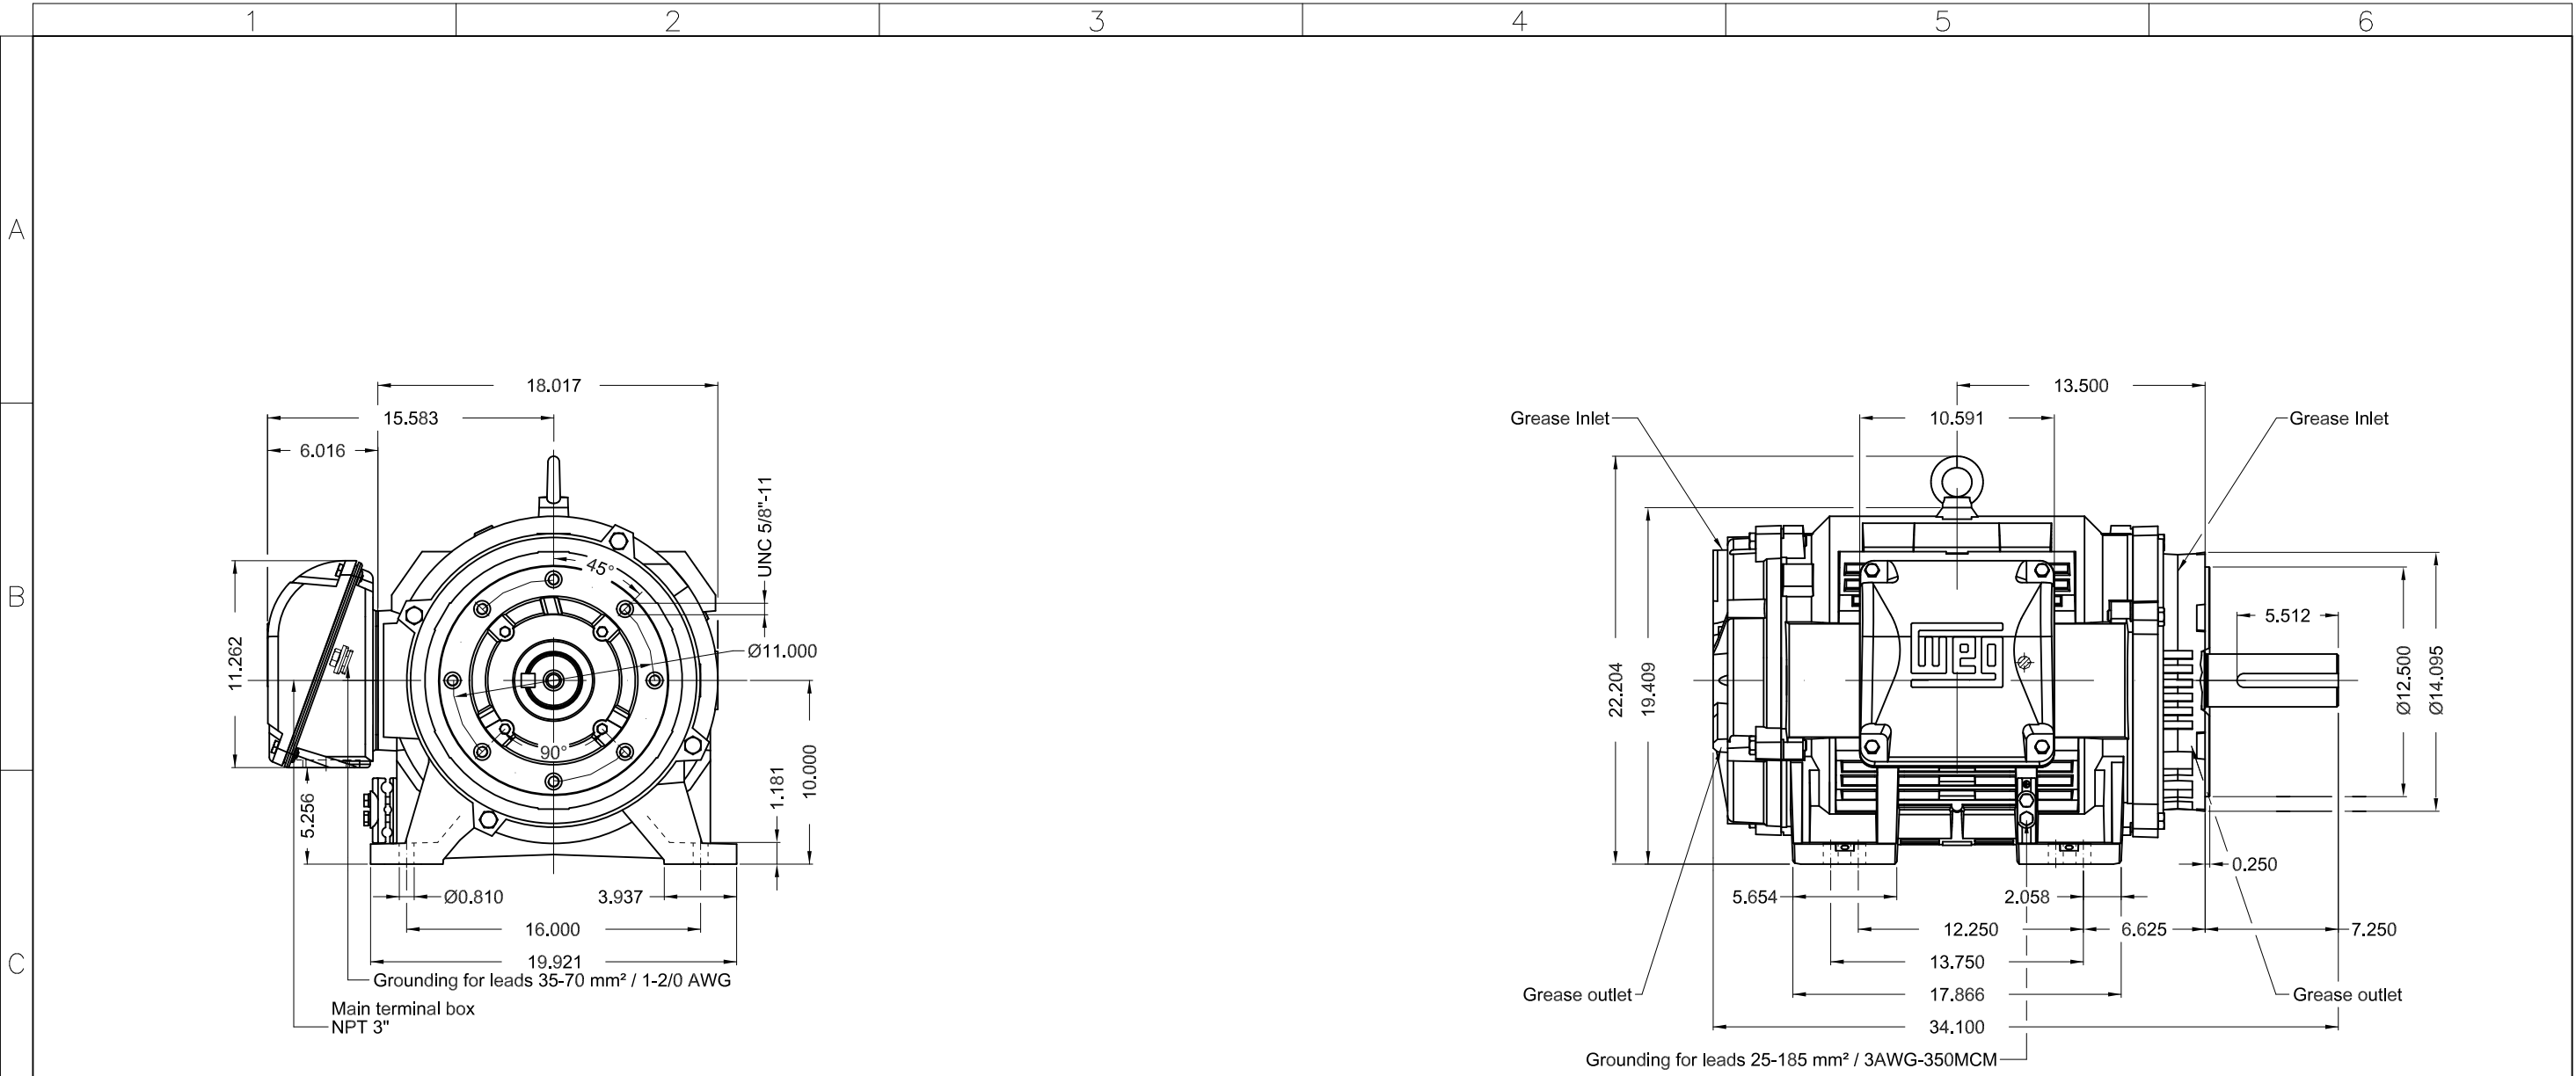 1 2 3 4 5 6
A
B
C
18.017
15.583
6.016
11.262
5.256
45°
90°
UNC 5/8"-11
Ø11.000
1.181
10.000
Ø0.810
3.937
16.000
19.921
Grounding for leads 35-70 mm² / 1-2/0 AWG
Main terminal box
NPT 3"
13.500
10.591
Grease Inlet
Grease Inlet
22.204
19.409
weg
5.512
Ø12.500
Ø14.095
0.250
5.654
2.058
12.250
6.625
7.250
13.750
17.866
34.100
Grease outlet
Grease outlet
Grounding for leads 25-185 mm² / 3AWG-350MCM